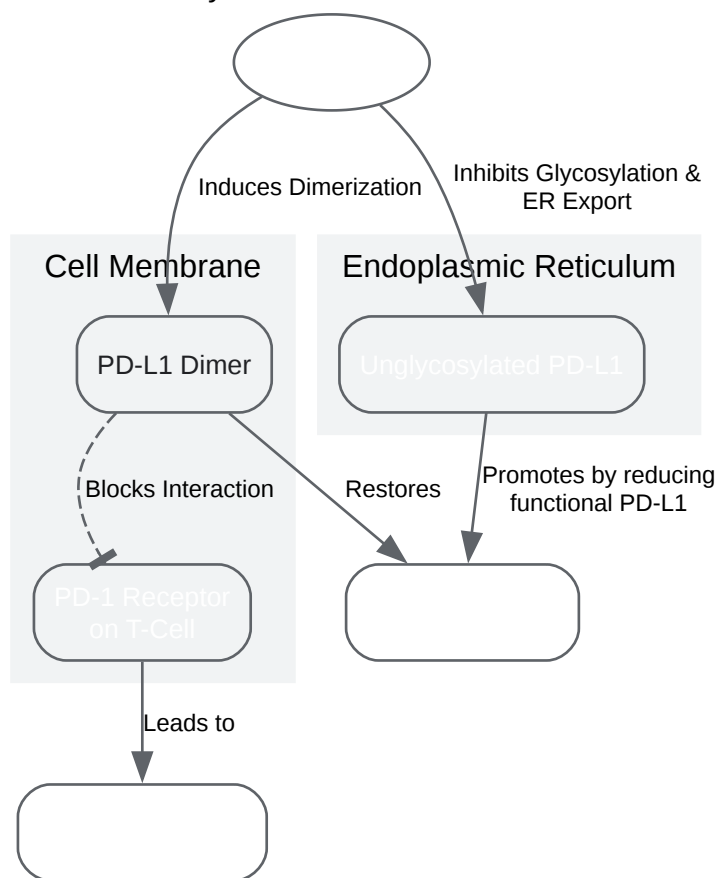 Induces Dimerization
Inhibits Glycosylation &
ER Export
Cell Membrane
Endoplasmic Reticulum
PD-L1 Dimer
Unglycosylated PD-L1
Blocks Interaction
Restores
Promotes by reducing
functional PD-L1
PD-1 Receptor
on T-Cell
Leads to